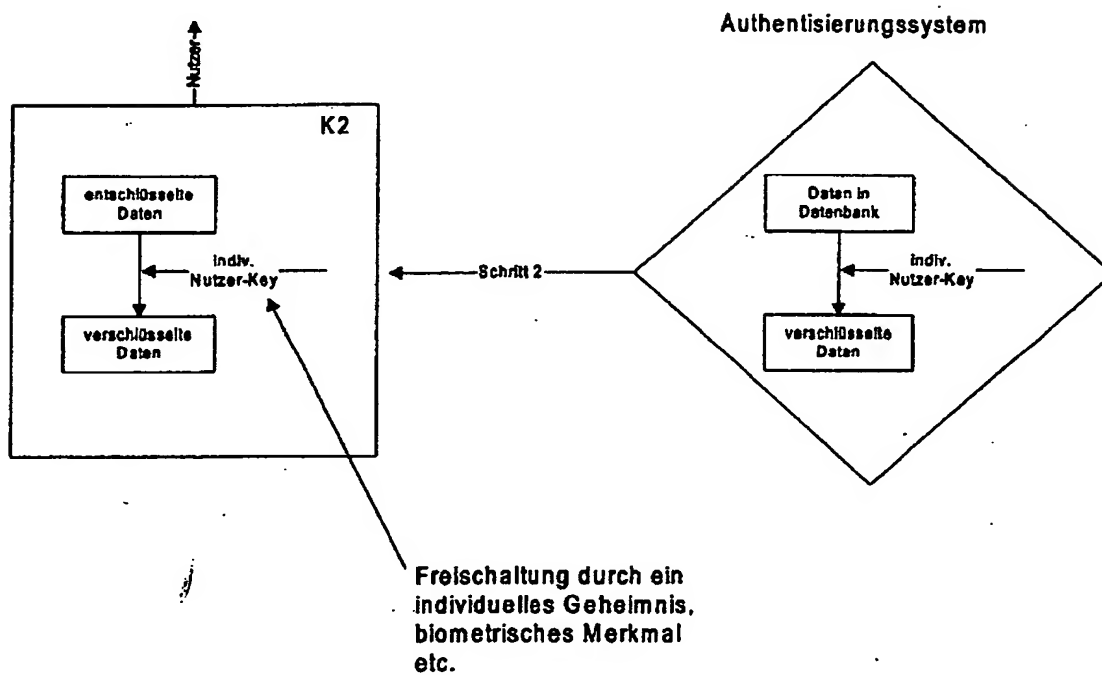 Authentisierungssystem
Nutzer
K2
entschlüsselte
Daten
indiv.
Nutzer-Key
verschlüsselte
Daten
Schritt 2
Daten in
Datenbank
indiv.
Nutzer-Key
verschlüsselte
Daten
Freischaltung durch ein
individuelles Geheimnis,
biometrisches Merkmal
etc.